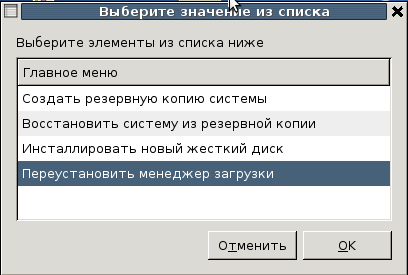 Выберите значение из списка
Выберите элементы из списка ниже
Главное меню
Создать резервную копию системы
Восстановить систему из резервной копии
Инсталлировать новый жесткий диск
Переустановить менеджер загрузки
Отменить
OK